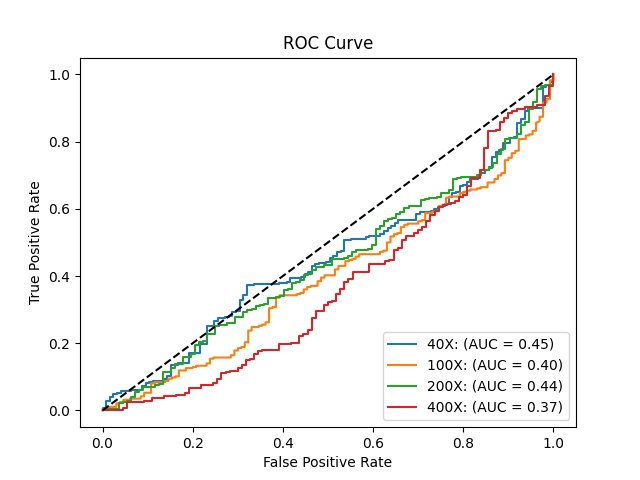 ROC Curve
True Positive Rate
1.0
0.8
0.6
0.4
0.2
0.0
40X: (AUC = 0.45)
100X: (AUC = 0.40)
200X: (AUC = 0.44)
400X: (AUC = 0.37)
0.0 0.2 0.4 0.6 0.8 1.0
False Positive Rate